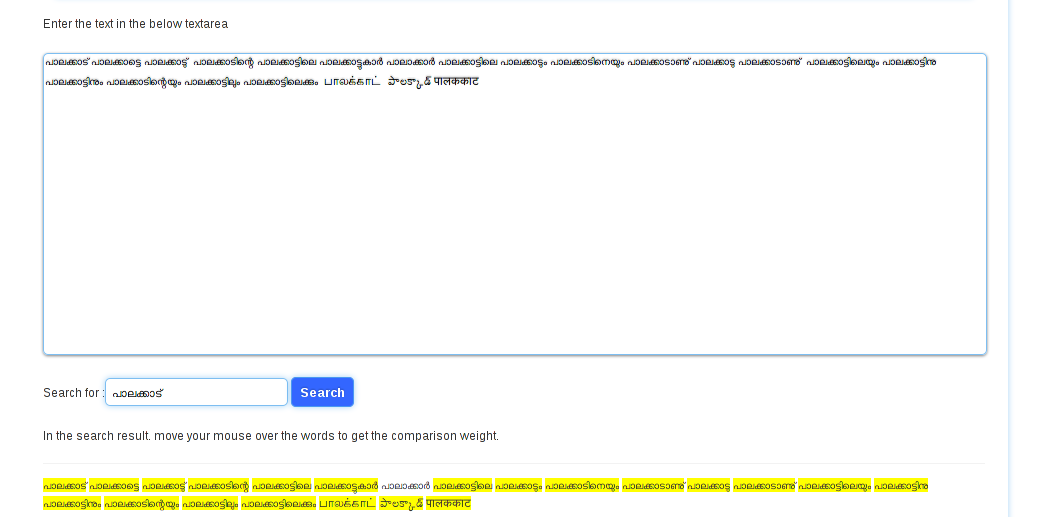 Enter the text in the below textarea
പാലക്കാട് പാലക്കാട്ടെ പാലക്കാട്ട് പാലക്കാടിന്റെ പാലക്കാട്ടിലെ പാലക്കാട്ടുകാർ പാലാക്കാർ പാലക്കാട്ടിലെ പാലക്കാടും പാലക്കാടിനെയും പാലക്കാടാണ് പാലക്കാടു പാലക്കാടാണ് പാലക്കാട്ടിലെയും പാലക്കാട്ടിനു
പാലക്കാട്ടിനും പാലക്കാടിന്റെയും പാലക്കാട്ടിലും പാലക്കാട്ടിലെക്കും பாலக்காட் పాలక్కాడ్ पालककाट
Search for : പാലക്കാട് Search
In the search result. move your mouse over the words to get the comparison weight.
പാലക്കാട് പാലക്കാട്ടെ പാലക്കാട്ട് പാലക്കാടിന്റെ പാലക്കാട്ടിലെ പാലക്കാട്ടുകാർ പാലാക്കാർ പാലക്കാട്ടിലെ പാലക്കാടും പാലക്കാടിനെയും പാലക്കാടാണ് പാലക്കാടു പാലക്കാടാണ് പാലക്കാട്ടിലെയും പാലക്കാട്ടിനു
പാലക്കാട്ടിനും പാലക്കാടിന്റെയും പാലക്കാട്ടിലും പാലക്കാട്ടിലെക്കും பாலக்காட் పాలక్కాడ్ पालककाट